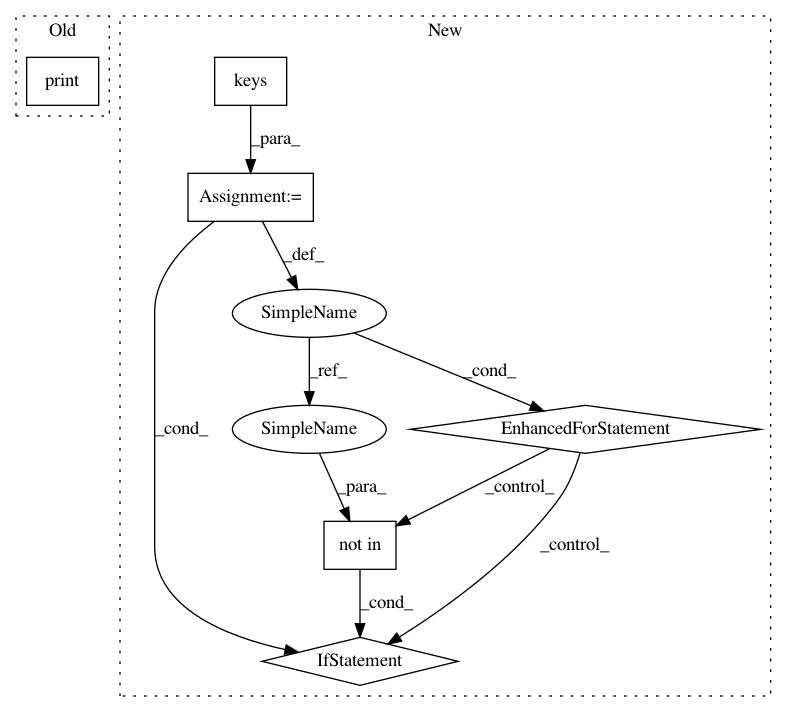 Old
New
print
keys
_para_
Assignment:=
_def_
SimpleName
_ref_
_cond_
_cond_
SimpleName
EnhancedForStatement
_para_
_control_
not in
_control_
_cond_
IfStatement